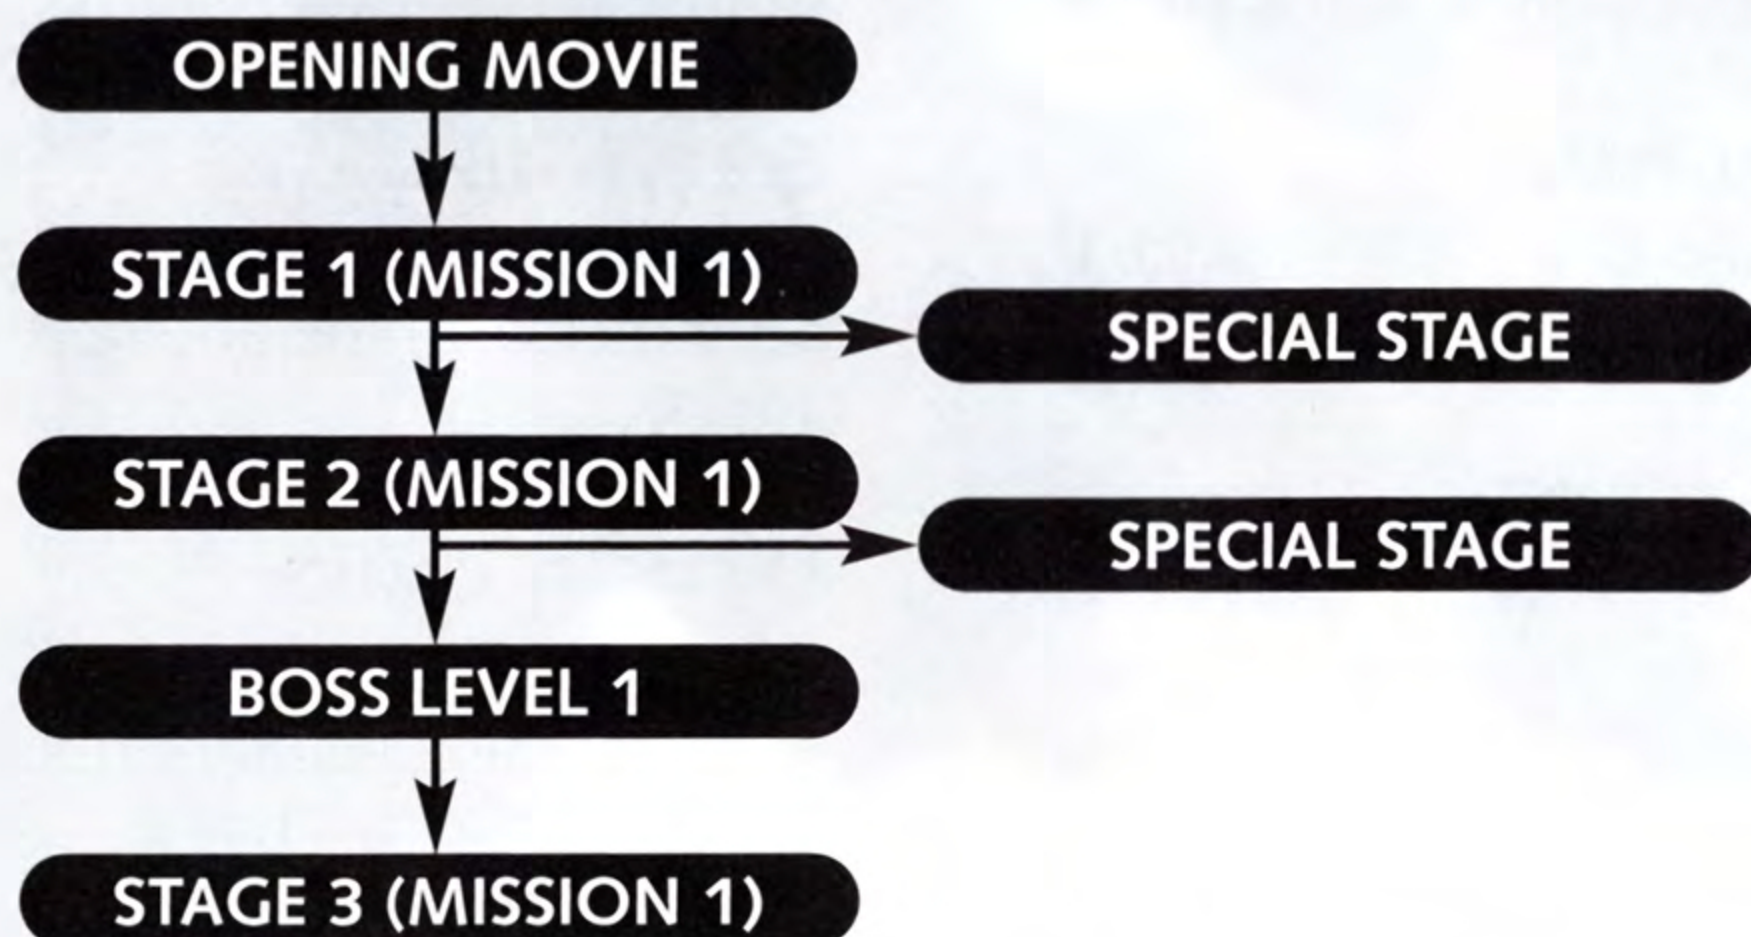 OPENING MOVIE
STAGE 1 (MISSION 1)
SPECIAL STAGE
STAGE 2 (MISSION 1)
SPECIAL STAGE
BOSS LEVEL 1
STAGE 3 (MISSION 1)